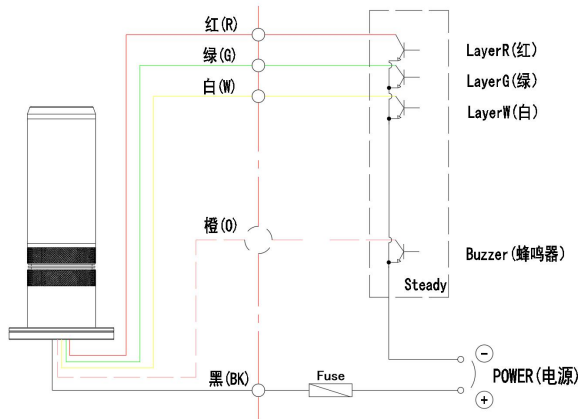 红(R)
LayerR(红)
绿(G)
LayerG(绿)
白(W)
LayerW(白)
橙(O)
Buzzer(蜂鸣器)
Steady
黑(BK)
Fuse
−
POWER(电源)
+